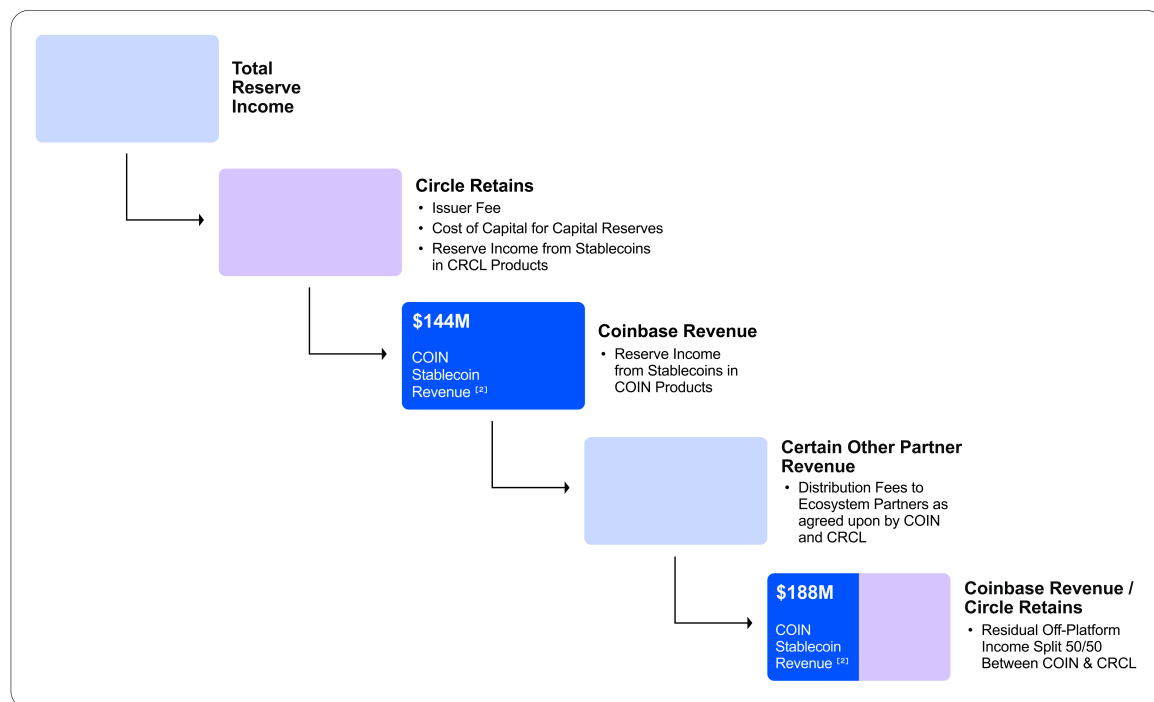 Total
Reserve
Income
Circle Retains
• Issuer Fee
• Cost of Capital for Capital Reserves
• Reserve Income from Stablecoins
in CRCL Products
$144M
COIN
Stablecoin
Revenue [2]
Coinbase Revenue
• Reserve Income
from Stablecoins in
COIN Products
Certain Other Partner
Revenue
• Distribution Fees to
Ecosystem Partners as
agreed upon by COIN
and CRCL
$188M
COIN
Stablecoin
Revenue [2]
Coinbase Revenue /
Circle Retains
• Residual Off-Platform
Income Split 50/50
Between COIN & CRCL